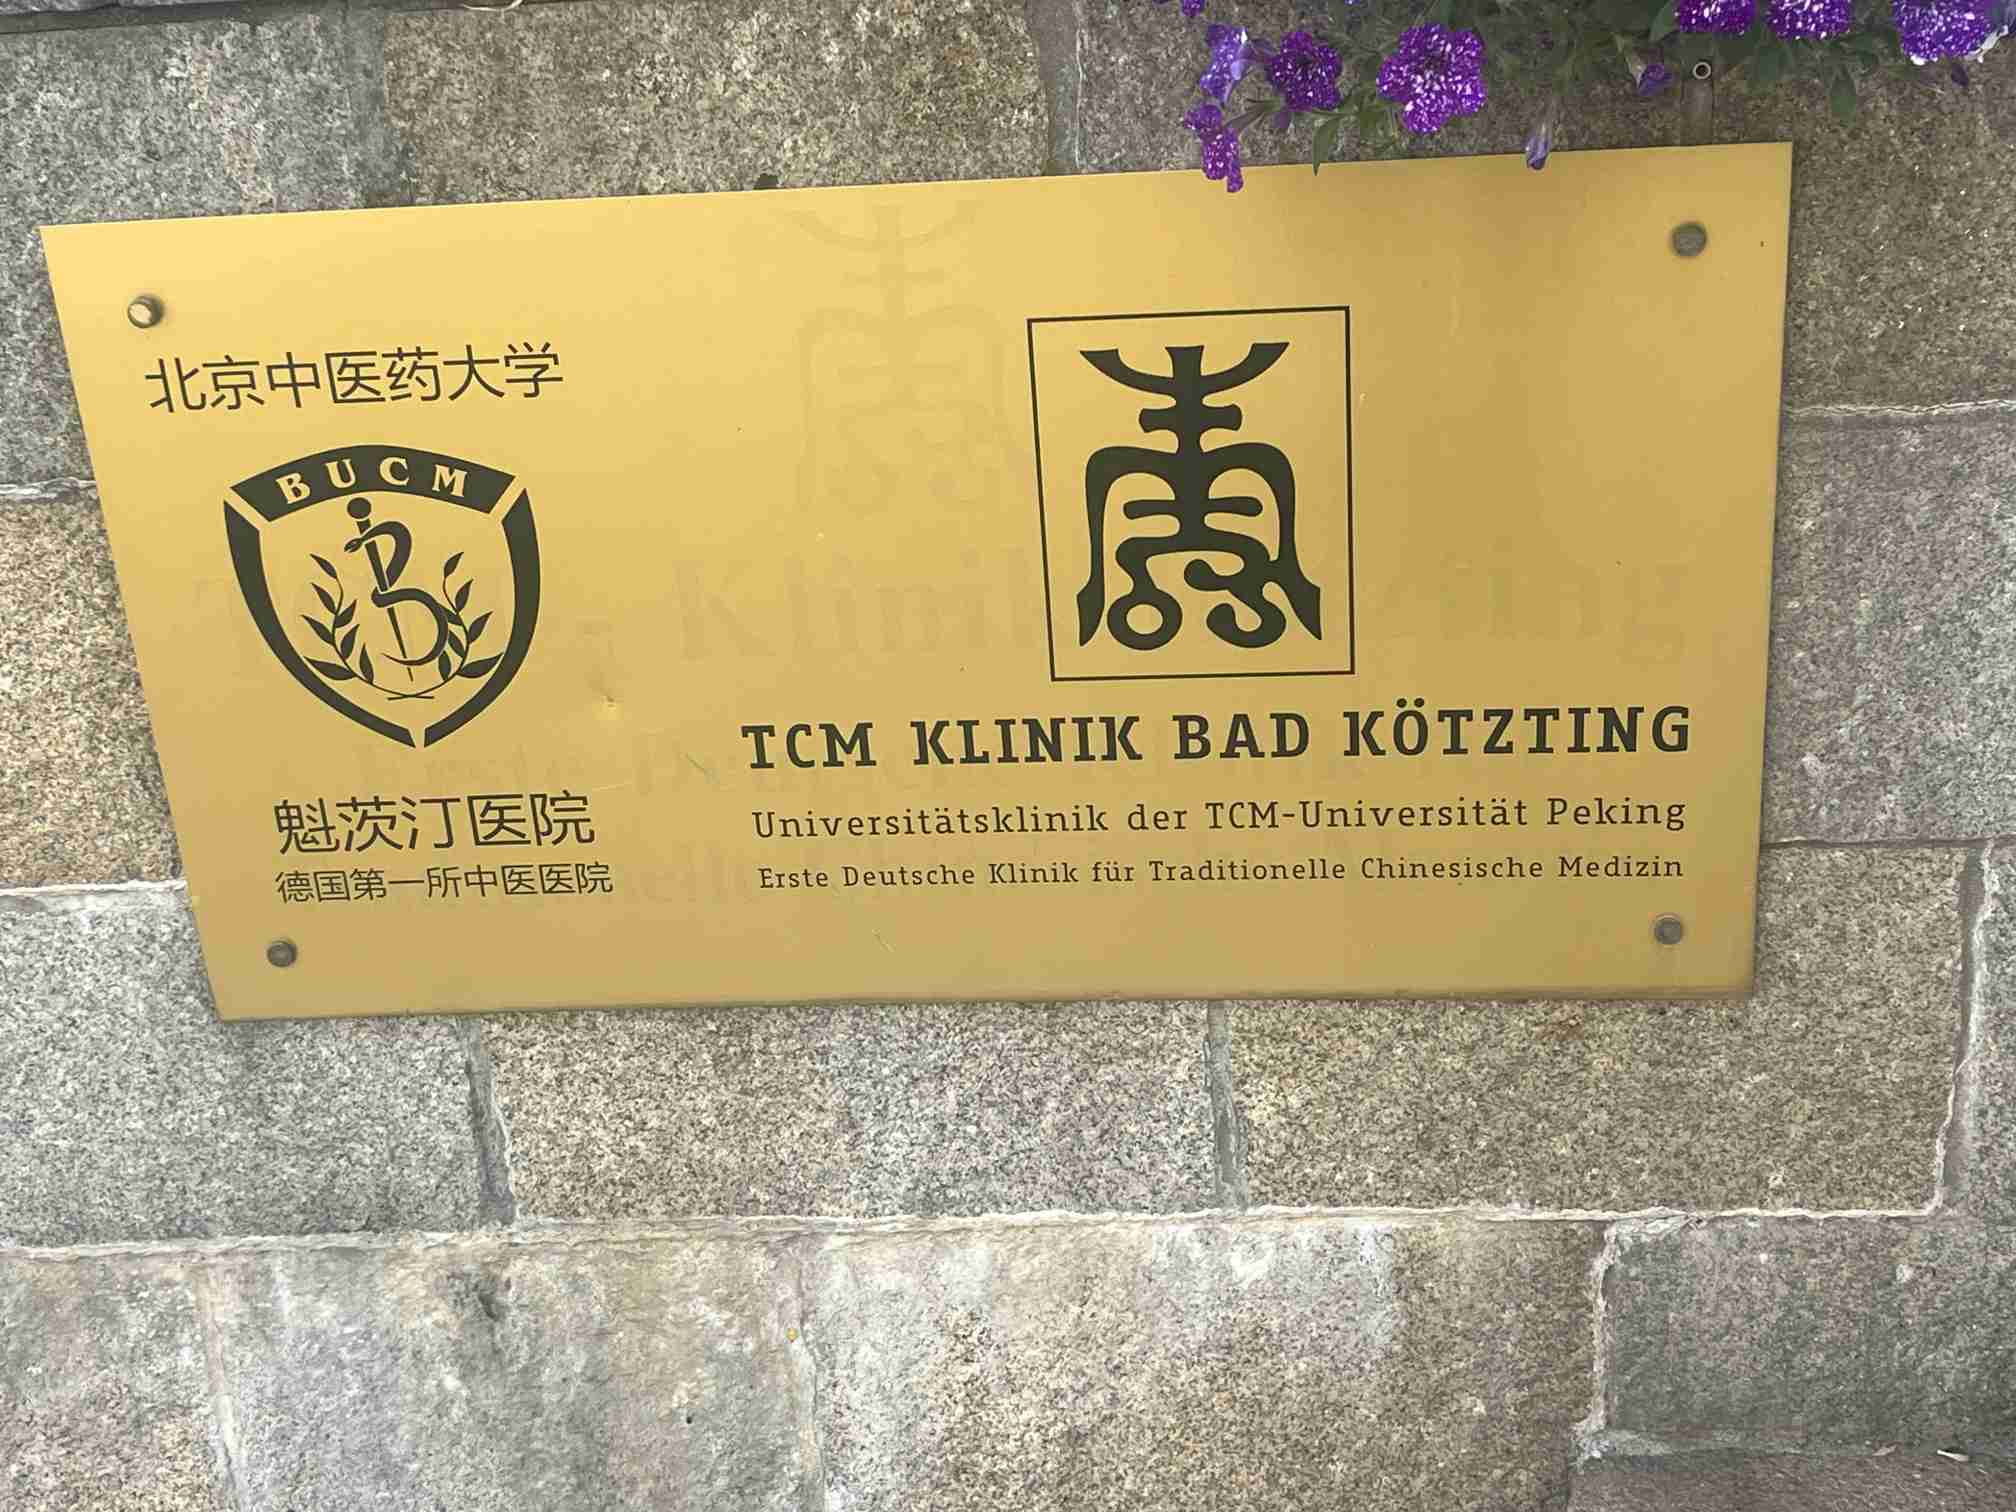 北京中医药大学
BUCM
魁茨汀医院
德国第一所中医医院
TCM KLINIK BAD KÖTZTING
Universitätsklinik der TCM-Universität Peking
Erste Deutsche Klinik für Traditionelle Chinesische Medizin